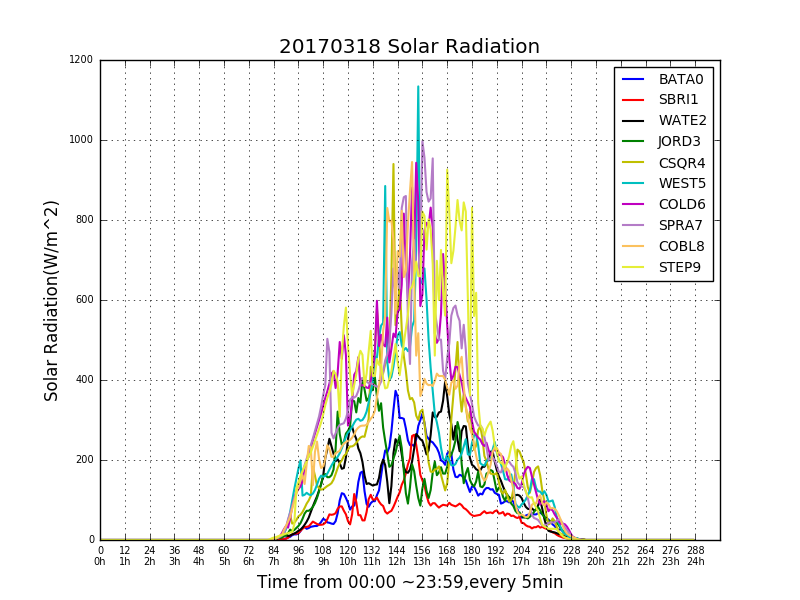 20170318 Solar Radiation
1200
1000
800
600
400
200
0
Solar Radiation(W/m^2)
BATA0
SBRI1
WATE2
JORD3
CSQR4
WEST5
COLD6
SPRA7
COBL8
STEP9
0 12 24 36 48 60 72 84 96 108 120 132 144 156 168 180 192 204 216 228 240 252 264 276 288
0h 1h 2h 3h 4h 5h 6h 7h 8h 9h 10h 11h 12h 13h 14h 15h 16h 17h 18h 19h 20h 21h 22h 23h 24h
Time from 00:00 ~23:59,every 5min